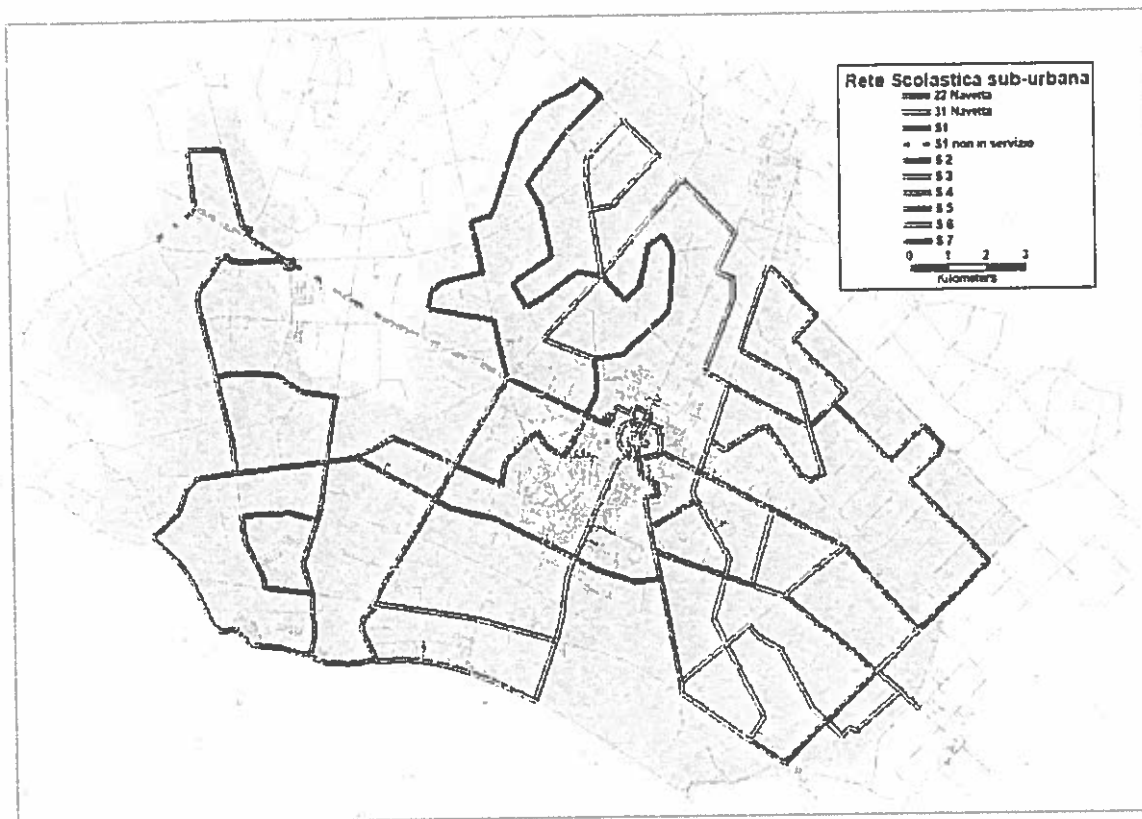 Rete Scolastica sub-urbana
22 Navetta
31 Navetta
S1
S1 non in servizio
S 2
S 3
S 4
S 5
S 6
S 7
0 1 2 3
Kilometers